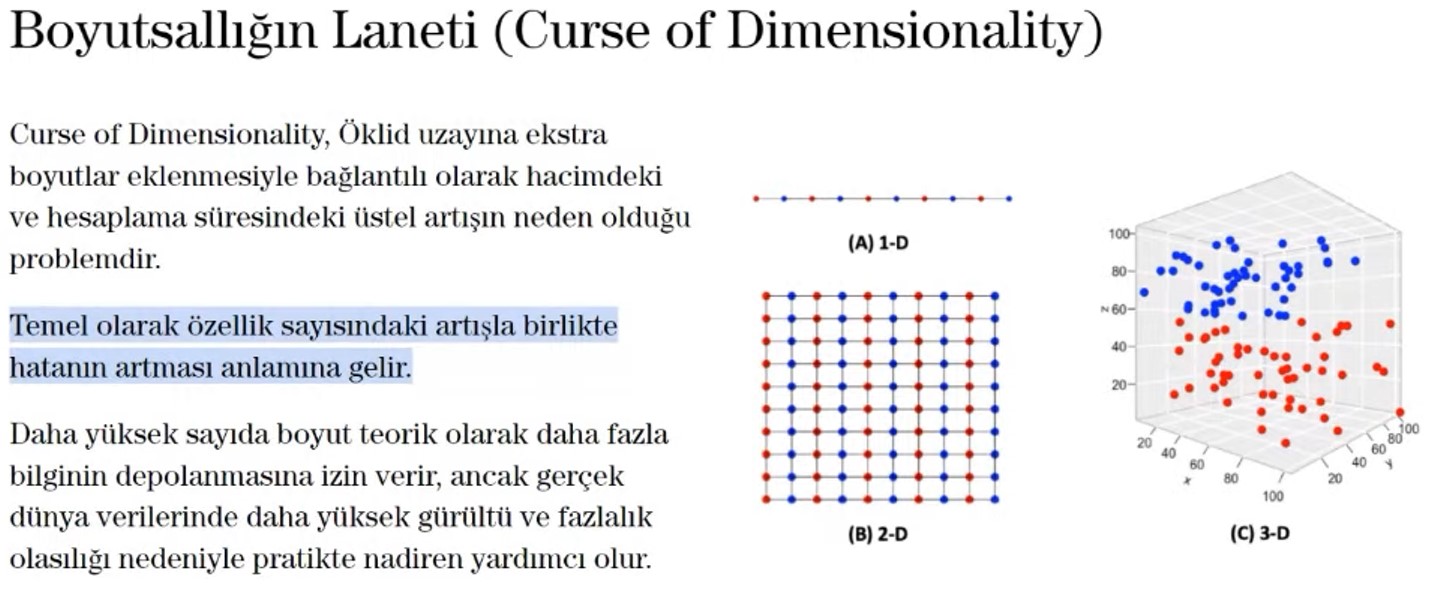 Boyutsallığın Laneti (Curse of Dimensionality)
Curse of Dimensionality, Öklid uzayına ekstra
boyutlar eklenmesiyle bağlantılı olarak hacimdeki
ve hesaplama süresindeki üstel artışın neden olduğu
problemdir.
Temel olarak özellik sayısındaki artışla birlikte
hatanın artması anlamına gelir.
Daha yüksek sayıda boyut teorik olarak daha fazla
bilginin depolanmasına izin verir, ancak gerçek
dünya verilerinde daha yüksek gürültü ve fazlalık
olasılığı nedeniyle pratikte nadiren yardımcı olur.
(A) 1-D
(B) 2-D
100
80
z 60
40
20
20
40
60
80
100
x
20
40
60
80
100
y
(C) 3-D